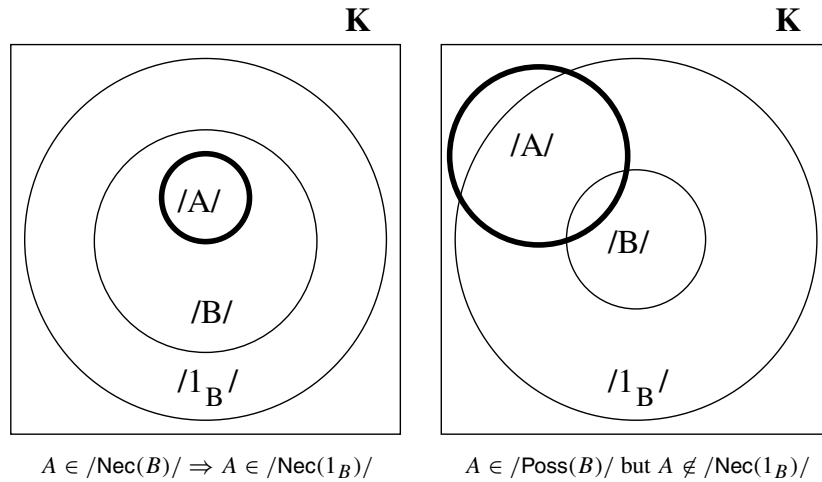 K
/A/
/B/
/1_B/
A ∈ /Nec(B)/ ⇒ A ∈ /Nec(1_B)/
K
/A/
/B/
/1_B/
A ∈ /Poss(B)/ but A ∉ /Nec(1_B)/